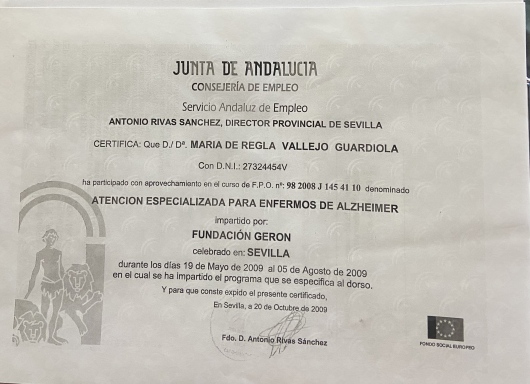 JUNTA DE ANDALUCIA
CONSEJERÍA DE EMPLEO
Servicio Andaluz de Empleo
ANTONIO RIVAS SANCHEZ, DIRECTOR PROVINCIAL DE SEVILLA
CERTIFICA: Que D./ Dª. MARIA DE REGLA VALLEJO GUARDIOLA
Con D.N.I.: 27324454V
ha participado con aprovechamiento en el curso de F.P.O. nº: 98 2008 J 145 41 10 denominado
ATENCION ESPECIALIZADA PARA ENFERMOS DE ALZHEIMER
impartido por:
FUNDACIÓN GERON
celebrado en: SEVILLA
durante los días 19 de Mayo de 2009 al 05 de Agosto de 2009
en el cual se ha impartido el programa que se especifica al dorso.
Y para que conste expido el presente certificado,
En Sevilla, a 20 de Octubre de 2009
Fdo. D. Antonio Rivas Sánchez
FONDO SOCIAL EUROPEO